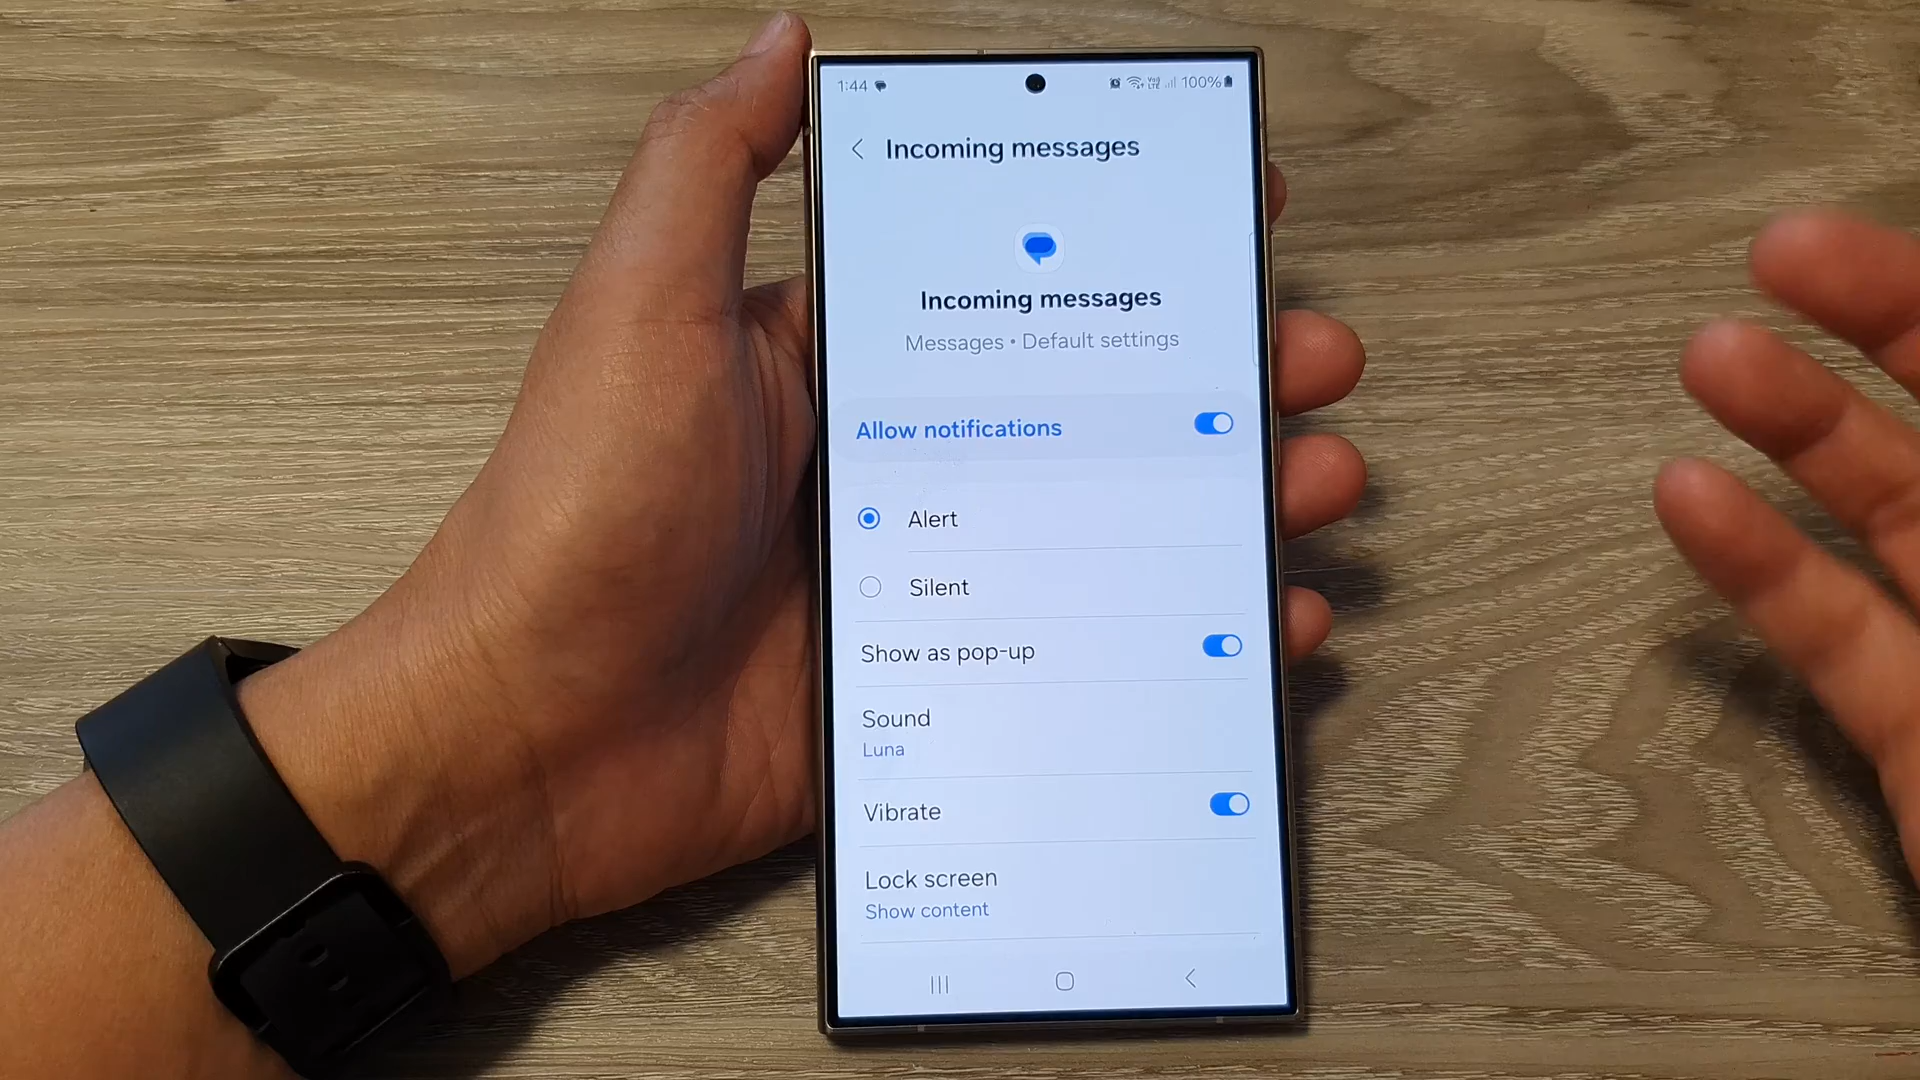 1:44 100%
Incoming messages
Incoming messages
Messages • Default settings
Allow notifications
Alert
Silent
Show as pop-up
Sound
Luna
Vibrate
Lock screen
Show content